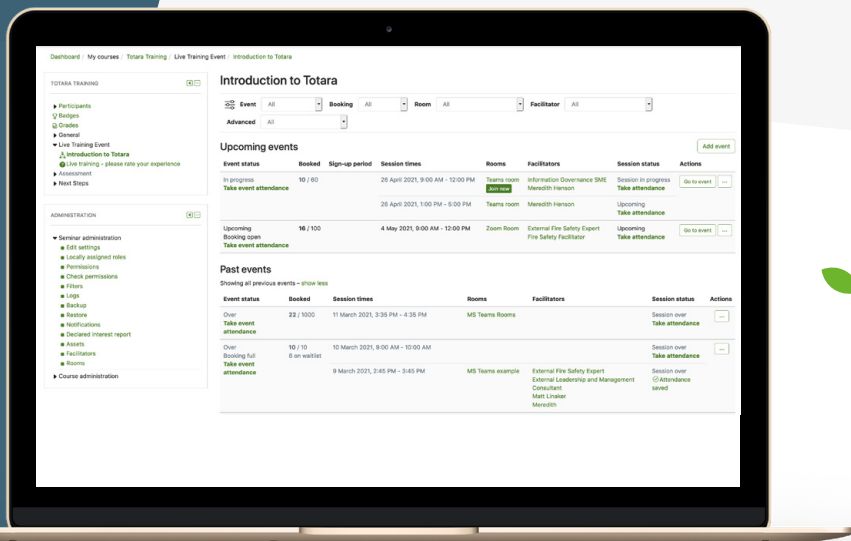 Dashboard / My courses / Totara Training / Live Training Event / Introduction to Totara
TOTARA TRAINING
Participants
Badges
Grades
General
Live Training Event
Introduction to Totara
Live training - please rate your experience
Assessment
Next Steps
ADMINISTRATION
Seminar administration
Edit settings
Locally assigned roles
Permissions
Check permissions
Filters
Logs
Backup
Restore
Notifications
Declared interest report
Assets
Facilitators
Rooms
Course administration
Introduction to Totara
Event All Booking All Room All Facilitator All
Advanced All
Upcoming events
Add event
Event status Booked Sign-up period Session times Rooms Facilitators Session status Actions
In progress 10 / 60 26 April 2021, 9:00 AM - 12:00 PM Teams room Information Governance SME Session in progress Go to event ...
Take event attendance Join now Meredith Henson Take attendance
26 April 2021, 1:00 PM - 5:00 PM Teams room Meredith Henson Upcoming
Take attendance
Upcoming 16 / 100 4 May 2021, 9:00 AM - 12:00 PM Zoom Room External Fire Safety Expert Upcoming Go to event ...
Booking open Fire Safety Facilitator Take attendance
Take event attendance
Past events
Showing all previous events – show less
Event status Booked Session times Rooms Facilitators Session status Actions
Over 22 / 1000 11 March 2021, 3:35 PM - 4:35 PM MS Teams Rooms Session over ...
Take event Take attendance
attendance
Over 10 / 10 10 March 2021, 9:00 AM - 10:00 AM Session over ...
Booking full 8 on waitlist Take attendance
Take event 9 March 2021, 2:45 PM - 3:45 PM MS Teams example External Fire Safety Expert Session over
attendance External Leadership and Management Attendance
Consultant saved
Matt Linaker
Meredith